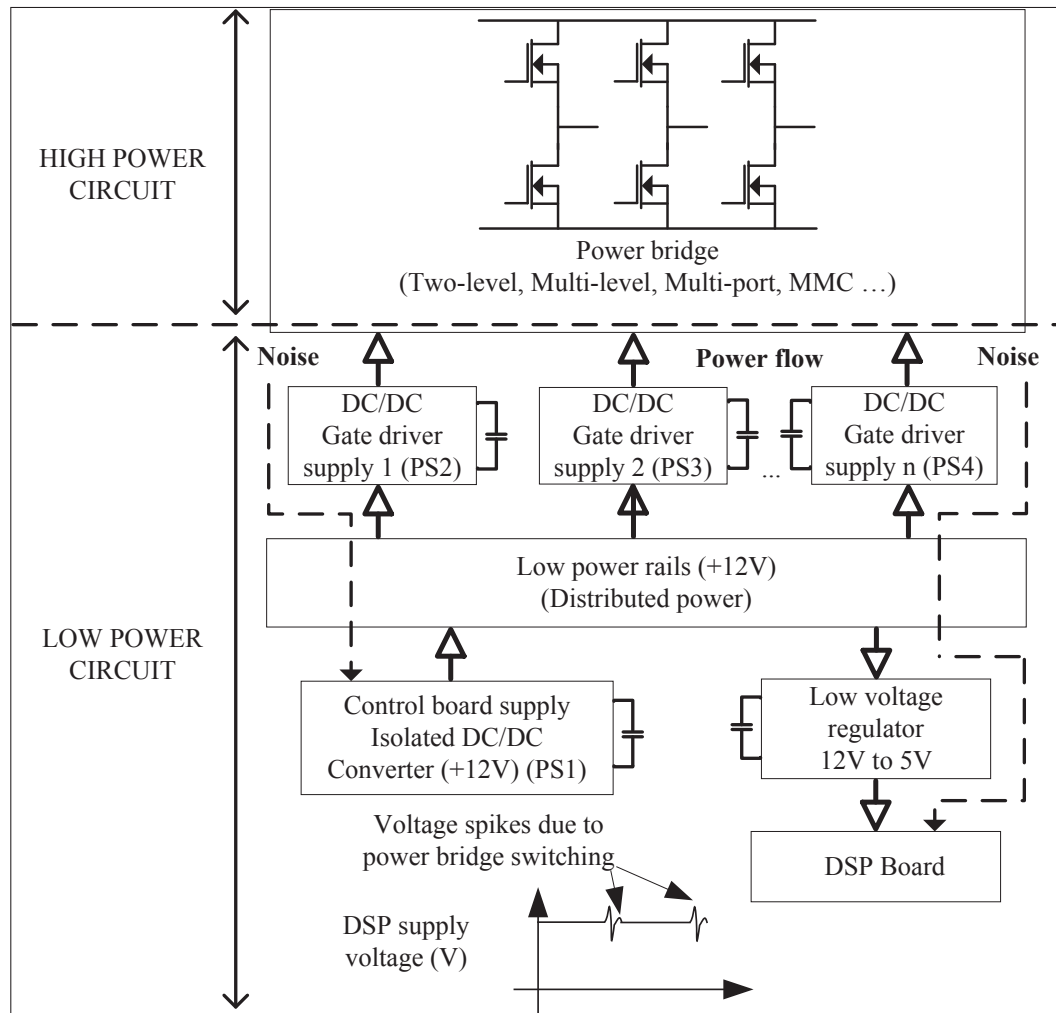 HIGH POWER
CIRCUIT
Power bridge
(Two-level, Multi-level, Multi-port, MMC …)
Noise
Power flow
Noise
DC/DC
Gate driver
supply 1 (PS2)
DC/DC
Gate driver
supply 2 (PS3)
...
DC/DC
Gate driver
supply n (PS4)
Low power rails (+12V)
(Distributed power)
LOW POWER
CIRCUIT
Control board supply
Isolated DC/DC
Converter (+12V) (PS1)
Low voltage
regulator
12V to 5V
Voltage spikes due to
power bridge switching
DSP Board
DSP supply
voltage (V)